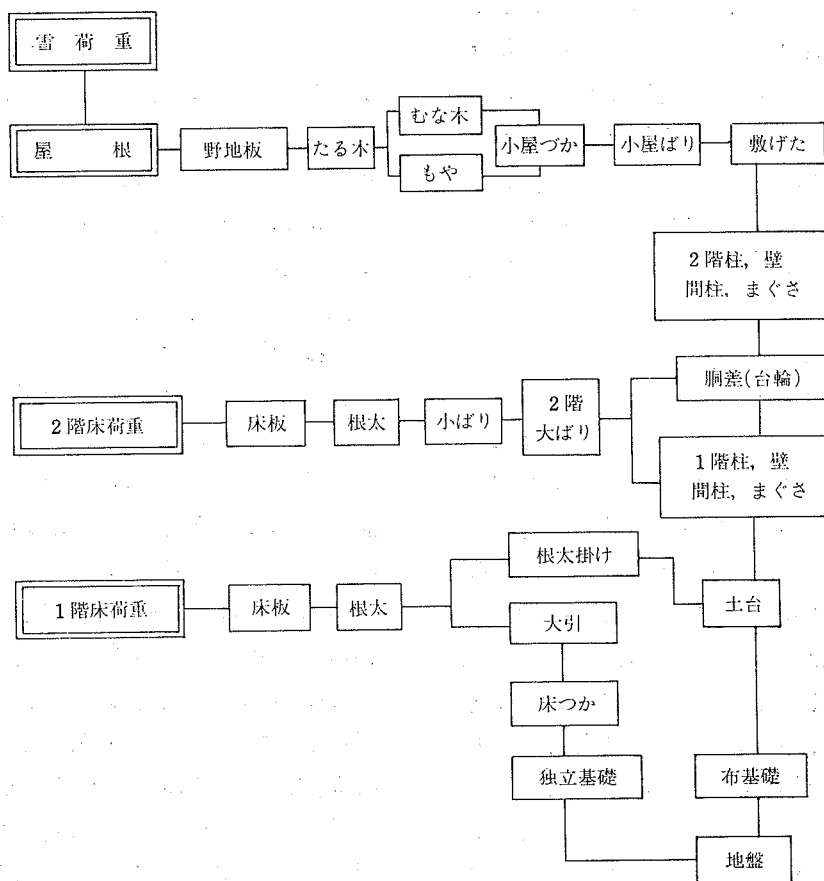 雪荷重
屋根
野地板
たる木
むな木
もや
小屋づか
小屋ばり
敷げた
2階柱,壁
間柱,まぐさ
胴差(台輪)
2階床荷重
床板
根太
小ばり
2階
大ばり
1階柱,壁
間柱,まぐさ
1階床荷重
床板
根太
根太掛け
大引
土台
床つか
独立基礎
布基礎
地盤